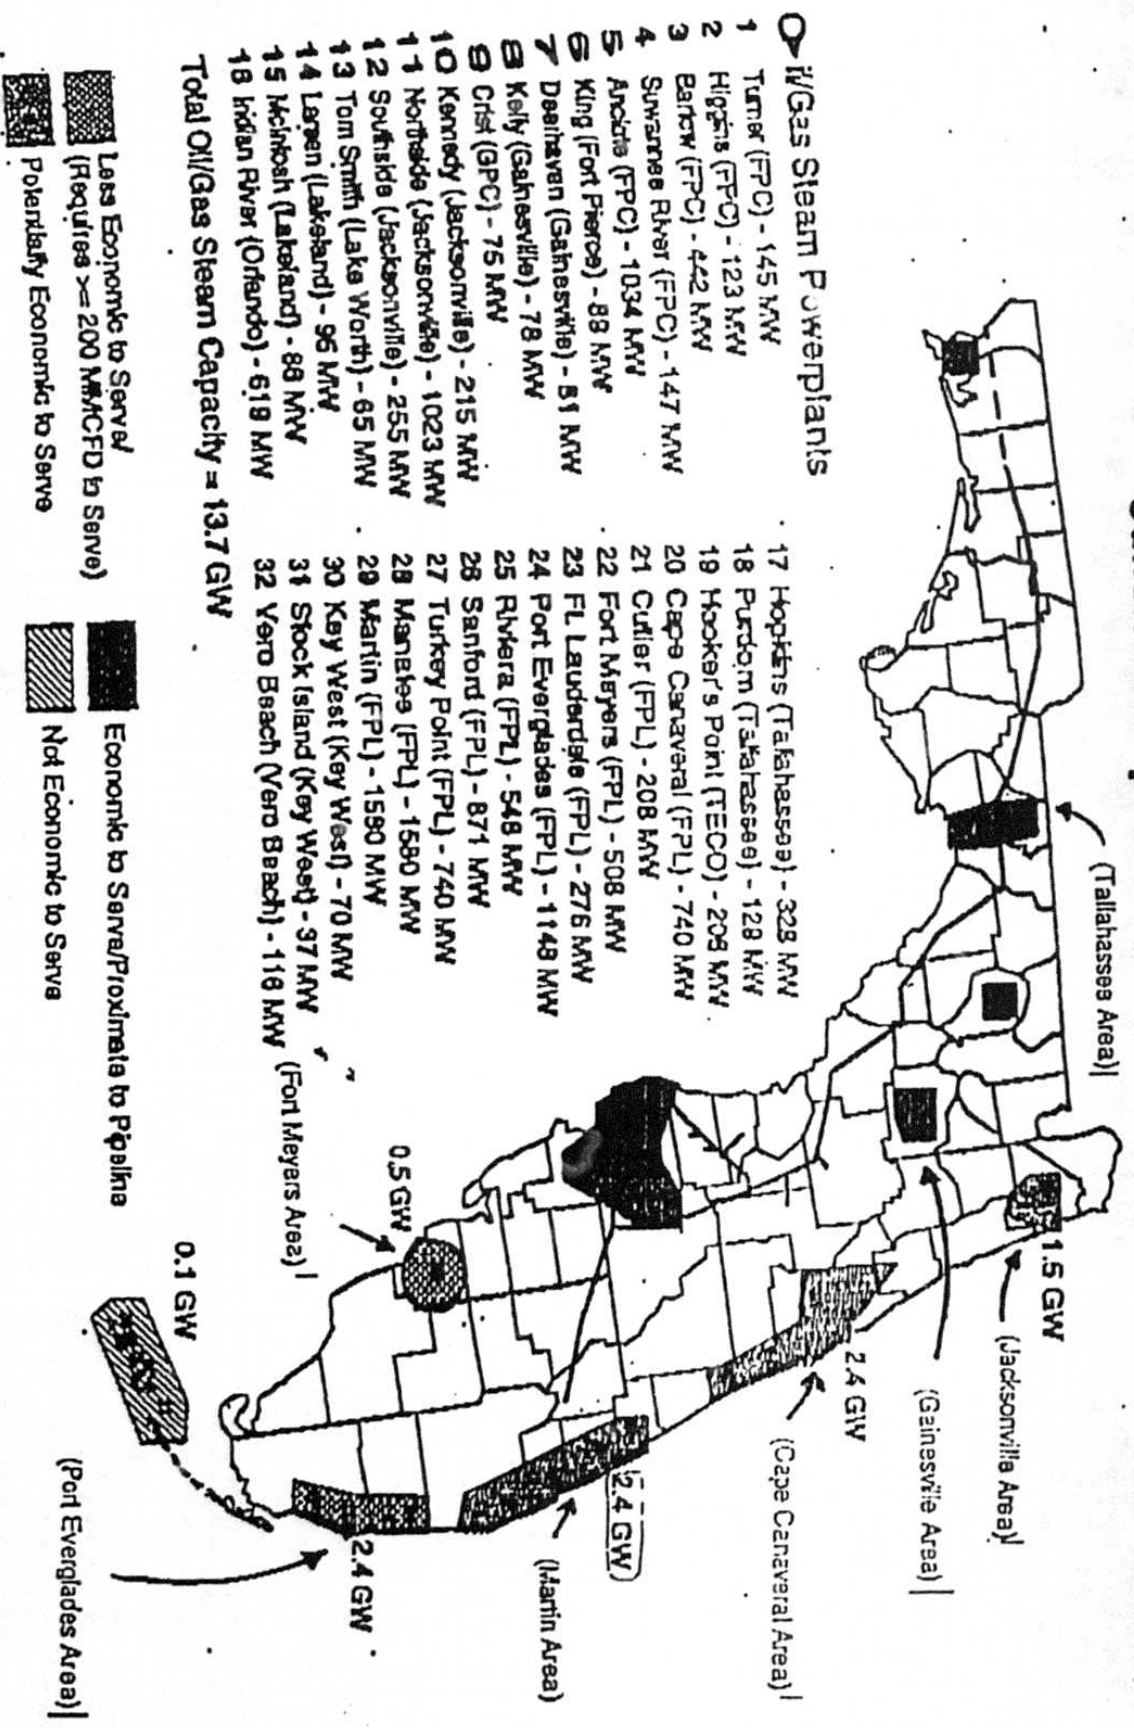 Oil/Gas Steam Powerplants
1 Turner (FPC) - 145 MW
2 Higgins (FPC) - 123 MW
3 Bartow (FPC) - 442 MW
4 Suwannee River (FPC) - 147 MW
5 Anclote (FPC) - 1034 MW
6 King (Fort Pierce) - 89 MW
7 Deerhaven (Gainesville) - 81 MW
8 Kelly (Gainesville) - 78 MW
9 Crist (GPC) - 75 MW
10 Kennedy (Jacksonville) - 215 MW
11 Northside (Jacksonville) - 1023 MW
12 Southside (Jacksonville) - 255 MW
13 Tom Smith (Lake Worth) - 65 MW
14 Larsen (Lakeland) - 96 MW
15 McIntosh (Lakeland) - 88 MW
16 Indian River (Orlando) - 619 MW
17 Hopkins (Tallahassee) - 328 MW
18 Purdom (Tallahassee) - 128 MW
19 Hooker's Point (TECO) - 206 MW
20 Cape Canaveral (FPL) - 740 MW
21 Cutler (FPL) - 208 MW
22 Fort Meyers (FPL) - 508 MW
23 FL Lauderdale (FPL) - 276 MW
24 Port Everglades (FPL) - 1148 MW
25 Riviera (FPL) - 548 MW
26 Sanford (FPL) - 871 MW
27 Turkey Point (FPL) - 740 MW
28 Manatee (FPL) - 1580 MW
29 Martin (FPL) - 1580 MW
30 Key West (Key West) - 70 MW
31 Stock Island (Key West) - 37 MW
32 Vero Beach (Vero Beach) - 116 MW
Total Oil/Gas Steam Capacity = 13.7 GW
(Tallahassee Area)
1.5 GW
(Jacksonville Area)
(Gainesville Area)
2.4 GW
(Cape Canaveral Area)
2.4 GW
(Martin Area)
2.4 GW
(Port Everglades Area)
0.1 GW
0.5 GW
(Fort Meyers Area)
Less Economic to Serve/
(Requires >= 200 MMCFD to Serve)
Potentially Economic to Serve
Economic to Serve/Proximate to Pipeline
Not Economic to Serve